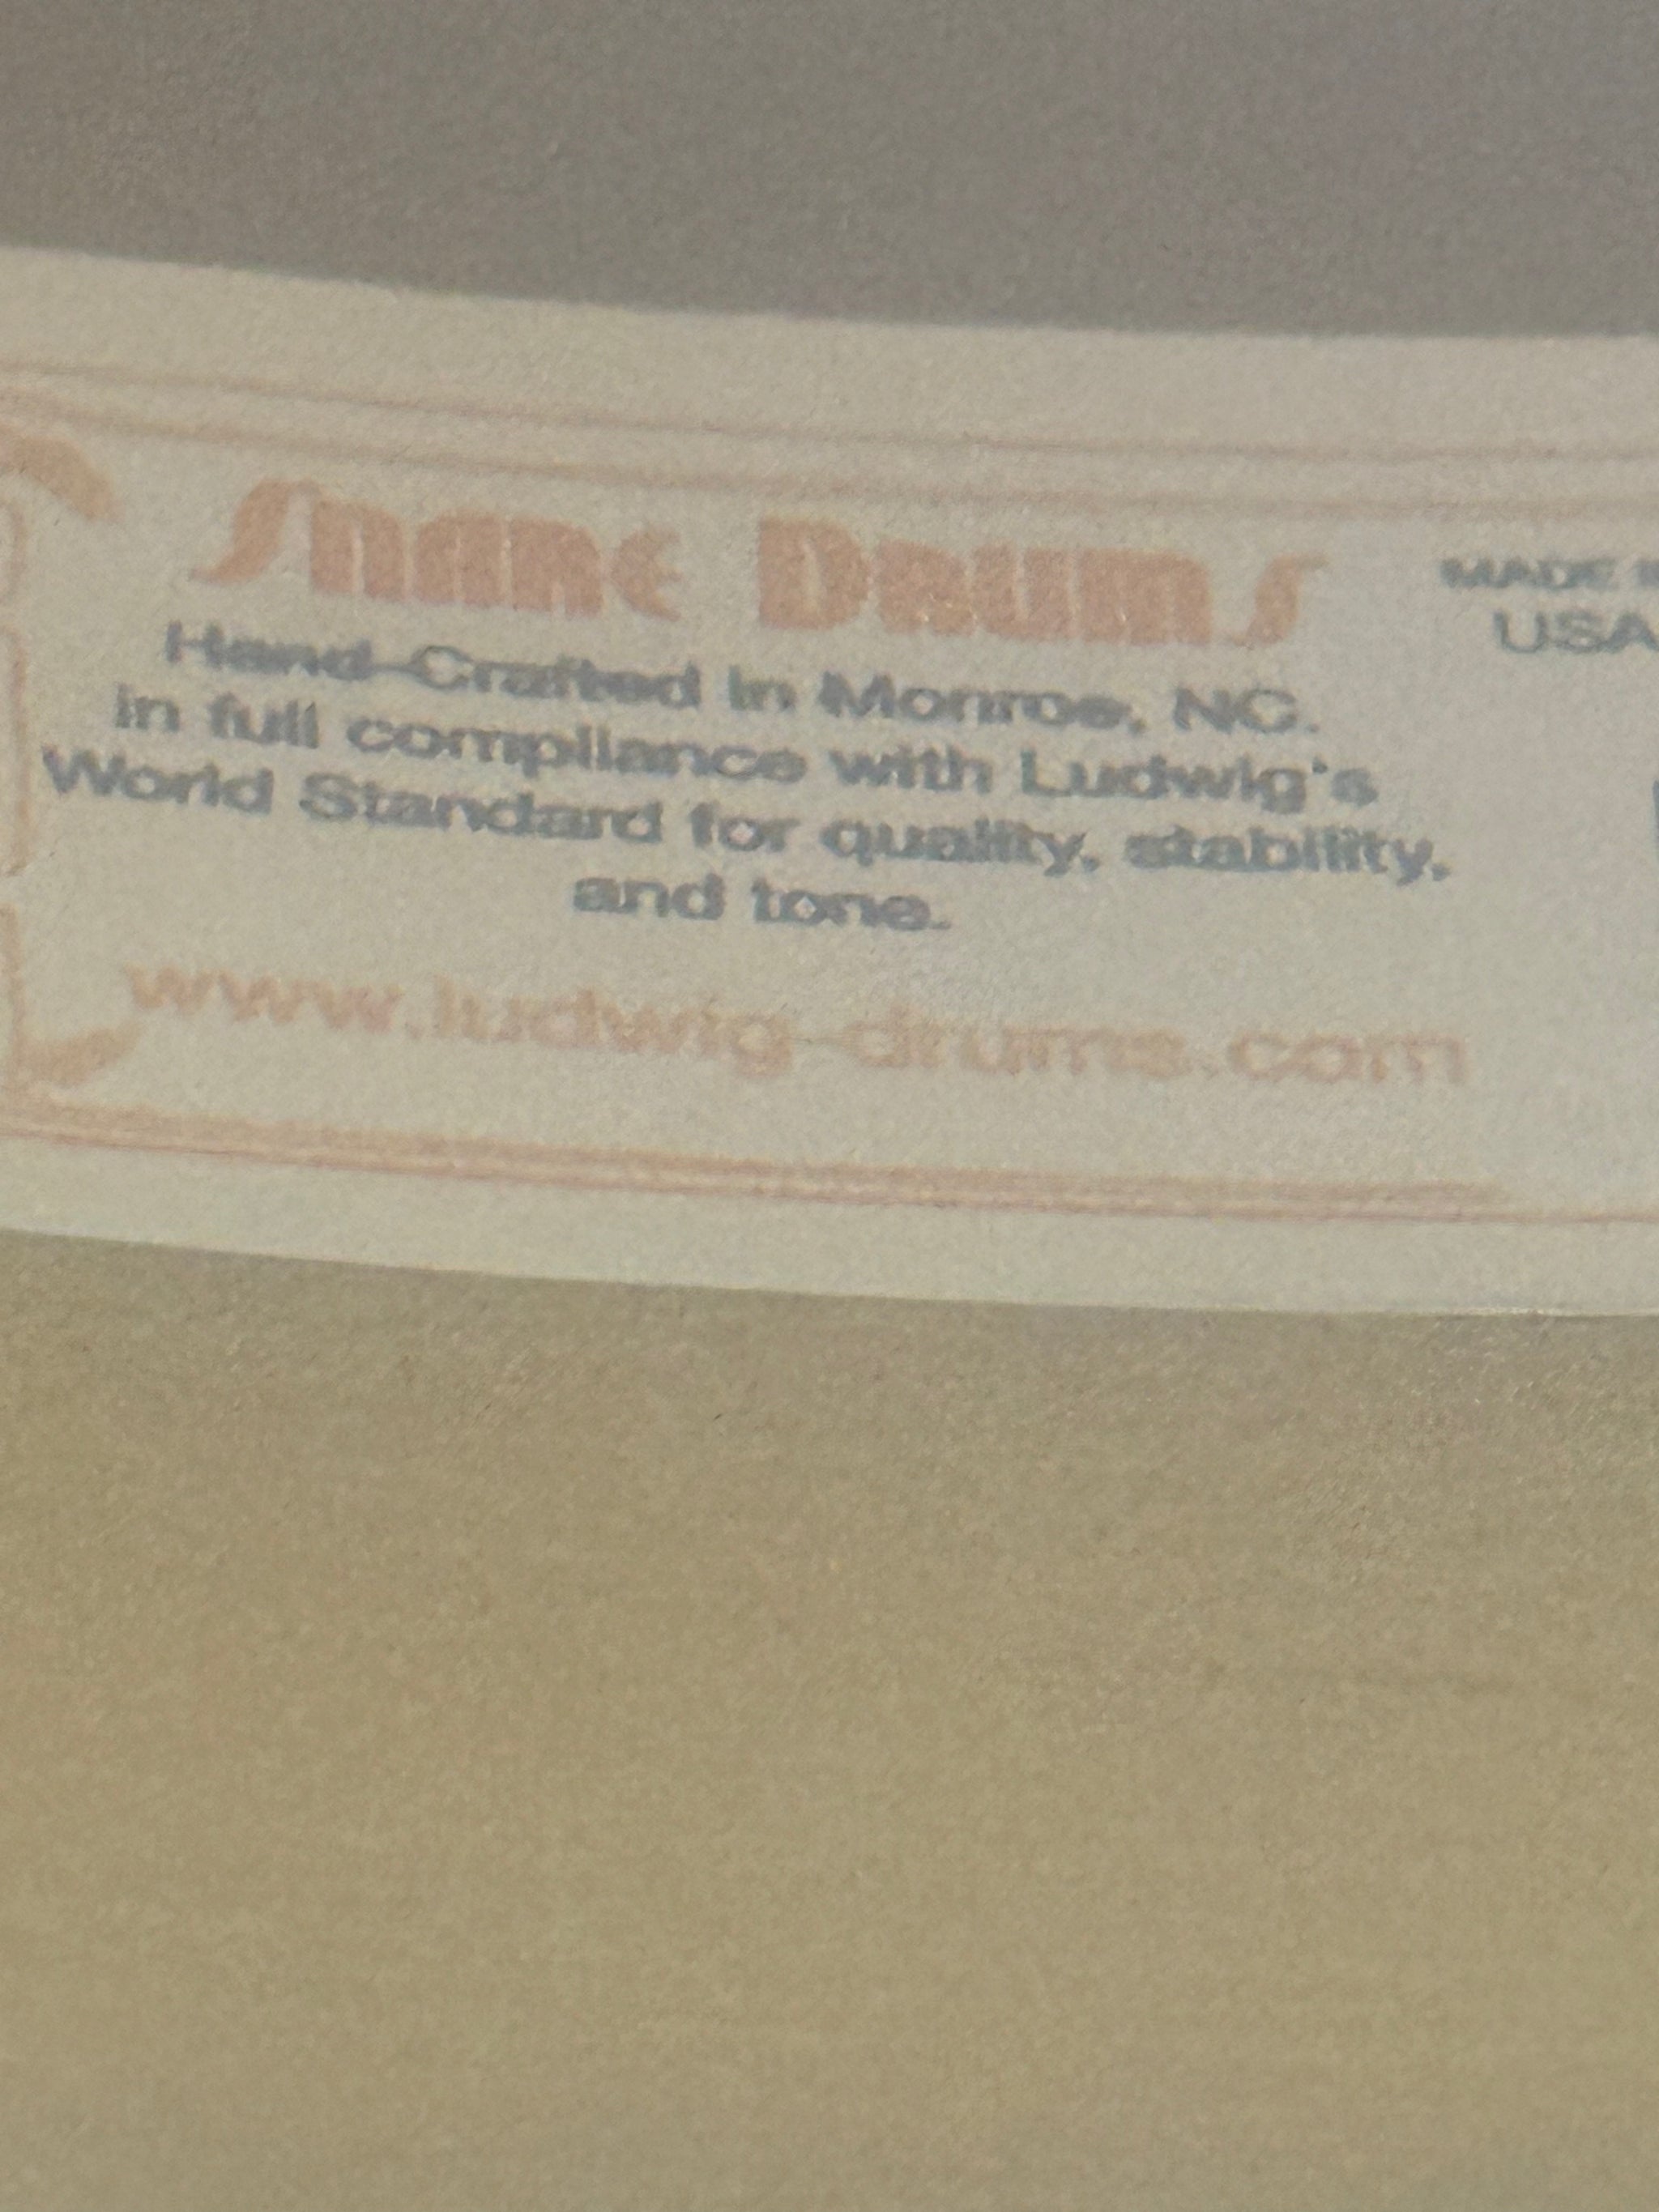 Snare Drums
Hand-Crafted in Monroe, NC.
in full compliance with Ludwig's
World Standard for quality, stability,
and tone.
www.ludwig-drums.com
MADE
USA